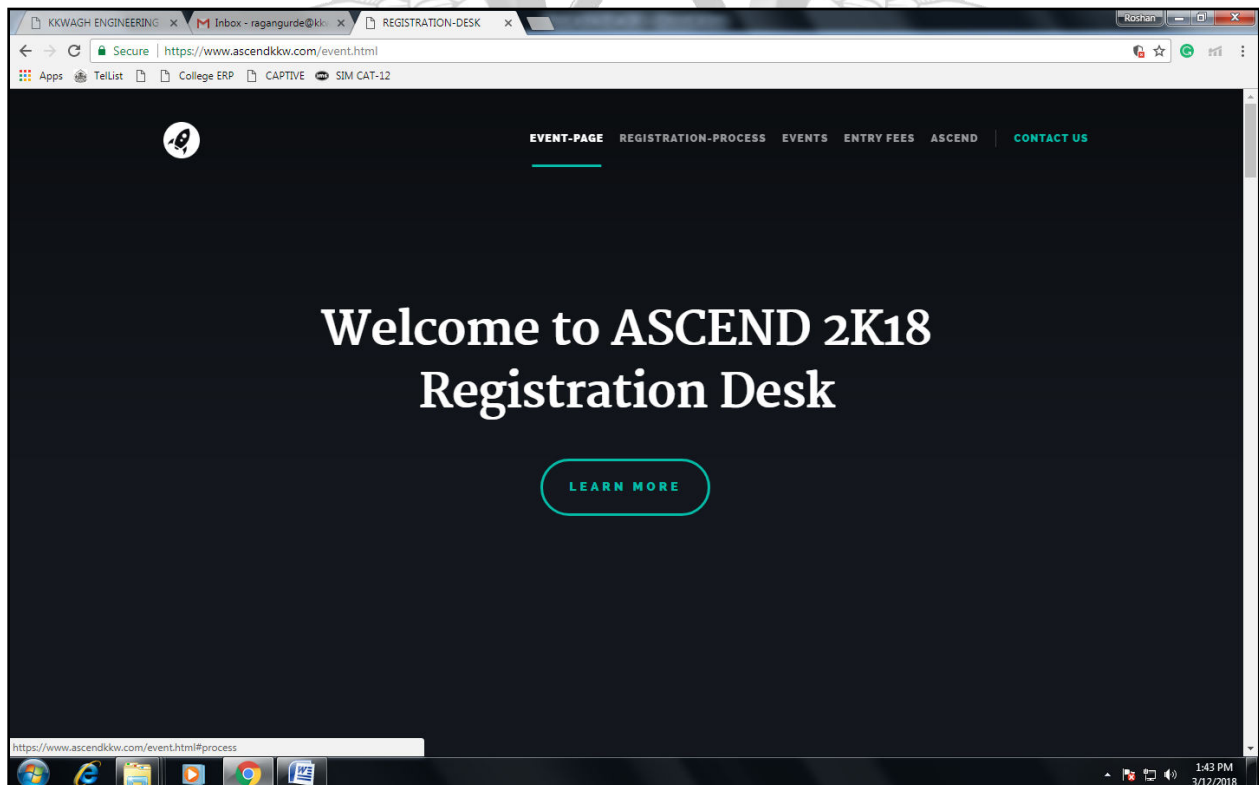 KKWAGH ENGINEERING
Inbox - ragangurde@kk
REGISTRATION-DESK
Roshan
Secure | https://www.ascendkkw.com/event.html
Apps TelList College ERP CAPTIVE SIM CAT-12
EVENT-PAGE REGISTRATION-PROCESS EVENTS ENTRY FEES ASCEND CONTACT US
Welcome to ASCEND 2K18
Registration Desk
LEARN MORE
https://www.ascendkkw.com/event.html#process
1:43 PM
3/12/2018